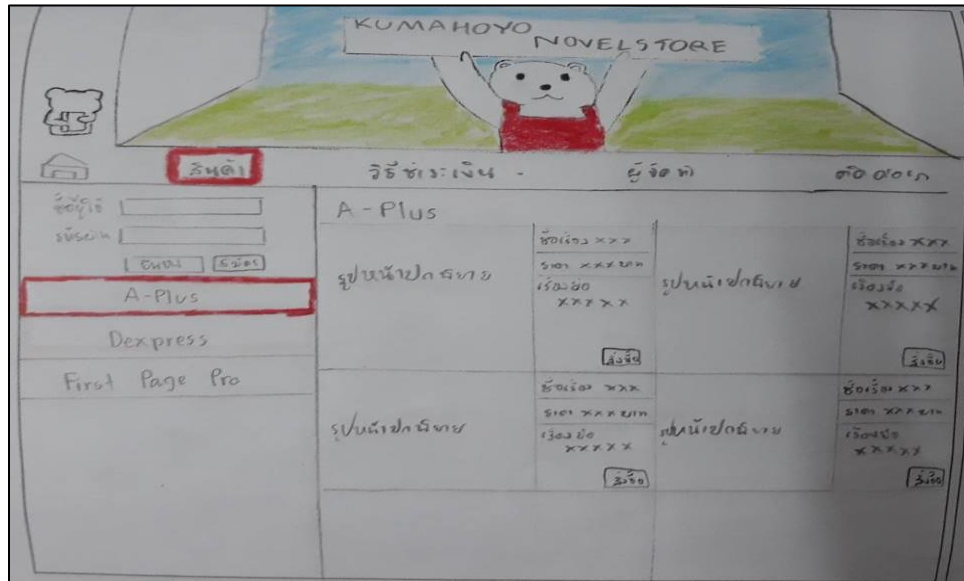 KUMAHOYO
NOVELSTORE
สินค้า
วิธีชำระเงิน
ผู้จัดทำ
ติดต่อเรา
ชื่อผู้ใช้
รหัสผ่าน
สมัคร
A-Plus
Dexpress
First Page Pro
A-Plus
รูปหน้าปกนิยาย
ชื่อเรื่อง xxx
ราคา xxx บาท
เรื่องย่อ
xxxxx
สั่งซื้อ
รูปหน้าปกนิยาย
ชื่อเรื่อง xxx
ราคา xxx บาท
เรื่องย่อ
xxxxx
สั่งซื้อ
รูปหน้าปกนิยาย
ชื่อเรื่อง xxx
ราคา xxx บาท
เรื่องย่อ
xxxxx
สั่งซื้อ
รูปหน้าปกนิยาย
ชื่อเรื่อง xxx
ราคา xxx บาท
เรื่องย่อ
xxxxx
สั่งซื้อ